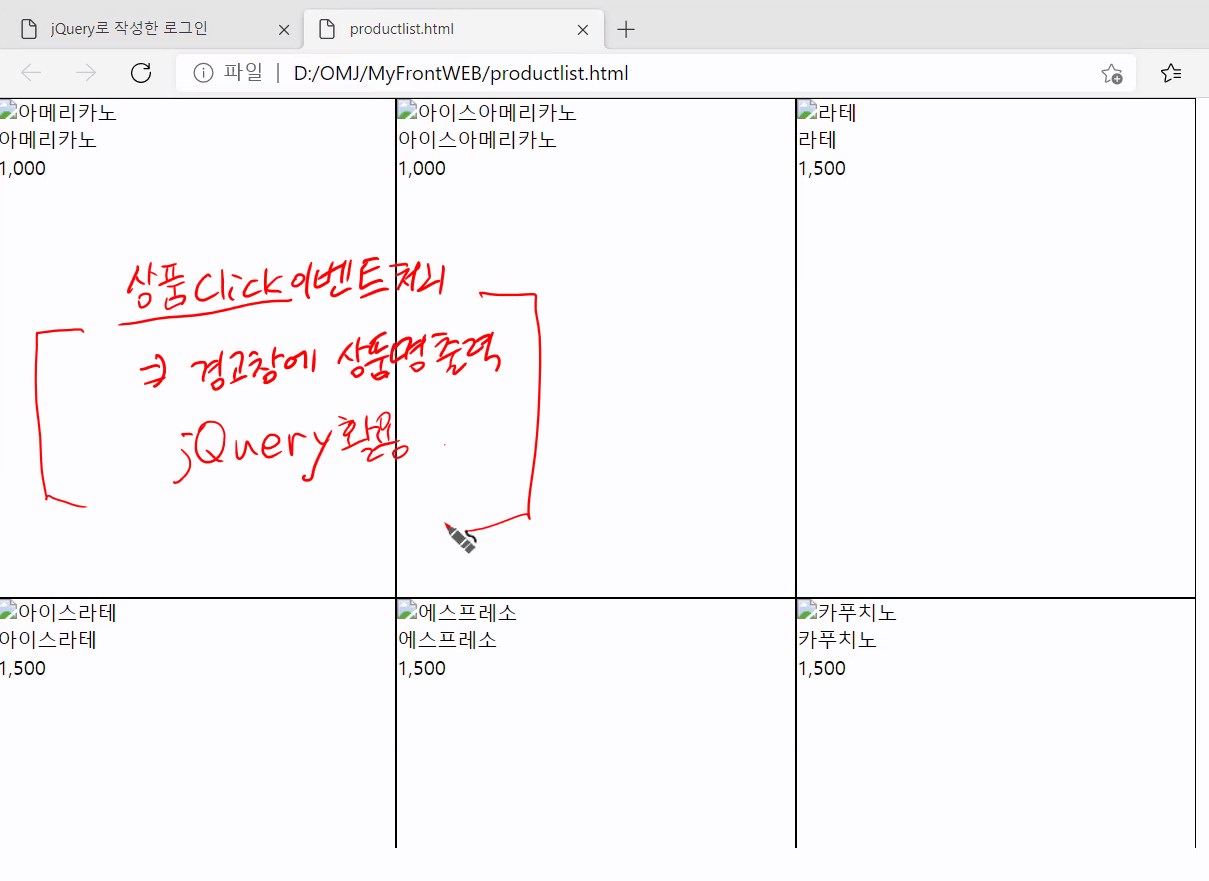 jQuery로 작성한 로그인
productlist.html
파일
D:/OMJ/MyFrontWEB/productlist.html
아메리카노
아메리카노
1,000
아이스아메리카노
아이스아메리카노
1,000
라테
라테
1,500
상품Click이벤트처리
⇒ 경고창에 상품명출력
jQuery활용
아이스라테
아이스라테
1,500
에스프레소
에스프레소
1,500
카푸치노
카푸치노
1,500